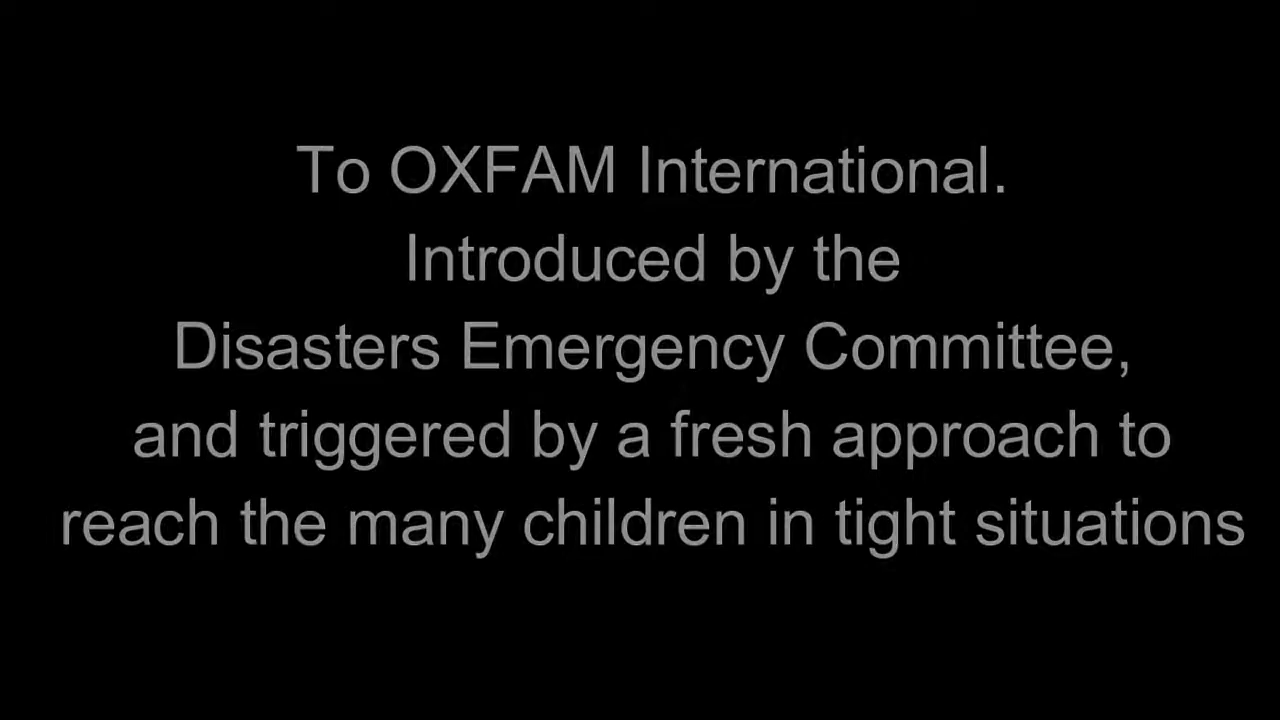 To OXFAM International.
Introduced by the
Disasters Emergency Committee,
and triggered by a fresh approach to
reach the many children in tight situations